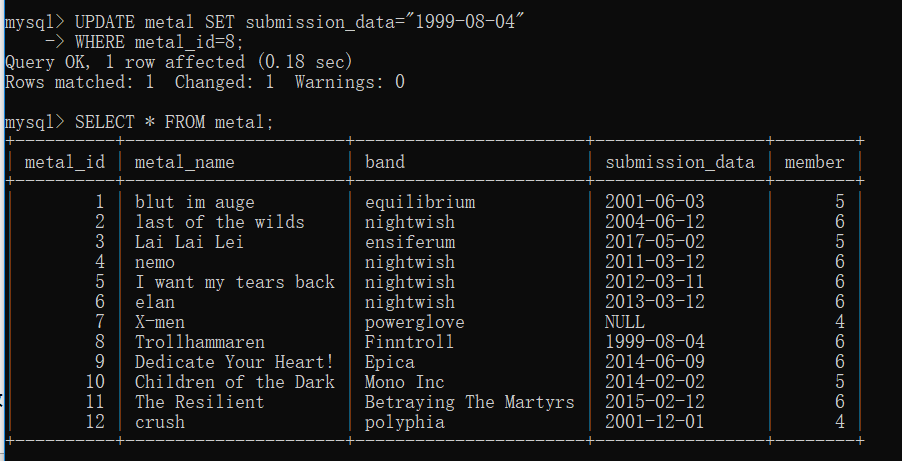 mysql> UPDATE metal SET submission_data="1999-08-04"
    -> WHERE metal_id=8;
Query OK, 1 row affected (0.18 sec)
Rows matched: 1  Changed: 1  Warnings: 0

mysql> SELECT * FROM metal;
+----------+----------------------+-----------------------+-----------------+--------+
| metal_id | metal_name           | band                  | submission_data | member |
+----------+----------------------+-----------------------+-----------------+--------+
|        1 | blut im auge         | equilibrium           | 2001-06-03      |      5 |
|        2 | last of the wilds    | nightwish             | 2004-06-12      |      6 |
|        3 | Lai Lai Lei          | ensiferum             | 2017-05-02      |      5 |
|        4 | nemo                 | nightwish             | 2011-03-12      |      6 |
|        5 | I want my tears back | nightwish             | 2012-03-11      |      6 |
|        6 | elan                 | nightwish             | 2013-03-12      |      6 |
|        7 | X-men                | powerglove            | NULL            |      4 |
|        8 | Trollhammaren        | Finntroll             | 1999-08-04      |      6 |
|        9 | Dedicate Your Heart! | Epica                 | 2014-06-09      |      6 |
|       10 | Children of the Dark | Mono Inc              | 2014-02-02      |      5 |
|       11 | The Resilient        | Betraying The Martyrs | 2015-02-12      |      6 |
|       12 | crush                | polyphia              | 2001-12-01      |      4 |
+----------+----------------------+-----------------------+-----------------+--------+